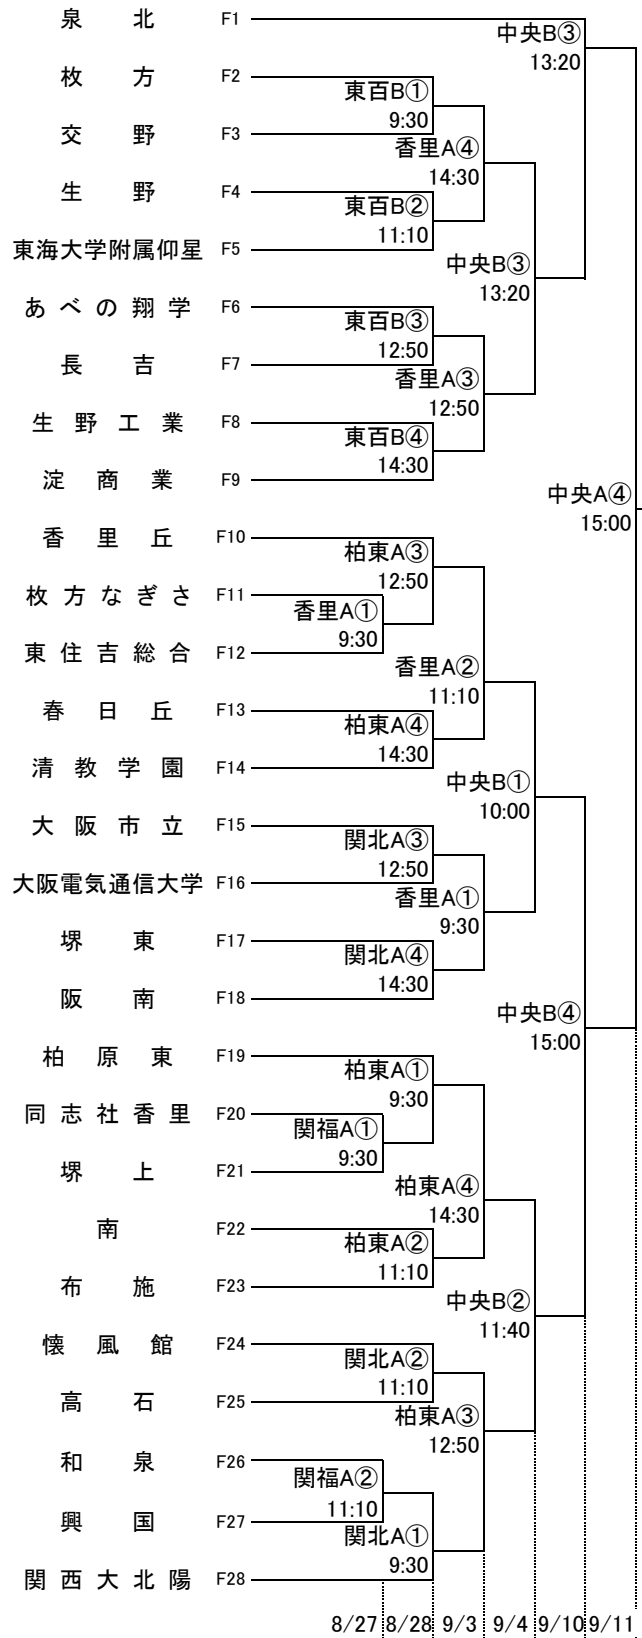 泉北 F1
中央B③
13:20
枚方 F2
東百B①
9:30
交野 F3
香里A④
14:30
生野 F4
東百B②
11:10
東海大学附属仰星 F5
中央B③
13:20
あべの翔学 F6
東百B③
12:50
長吉 F7
香里A③
12:50
生野工業 F8
東百B④
14:30
淀商業 F9
中央A④
15:00
香里丘 F10
柏東A③
12:50
枚方なぎさ F11
香里A①
9:30
東住吉総合 F12
香里A②
11:10
春日丘 F13
柏東A④
14:30
清教学園 F14
中央B①
10:00
大阪市立 F15
関北A③
12:50
大阪電気通信大学 F16
香里A①
9:30
堺東 F17
関北A④
14:30
阪南 F18
中央B④
15:00
柏原東 F19
柏東A①
9:30
同志社香里 F20
関福A①
9:30
堺上 F21
柏東A④
14:30
南 F22
柏東A②
11:10
布施 F23
中央B②
11:40
懐風館 F24
関北A②
11:10
高石 F25
柏東A③
12:50
和泉 F26
関福A②
11:10
興国 F27
関北A①
9:30
関西大北陽 F28
8/27 8/28 9/3 9/4 9/10 9/11